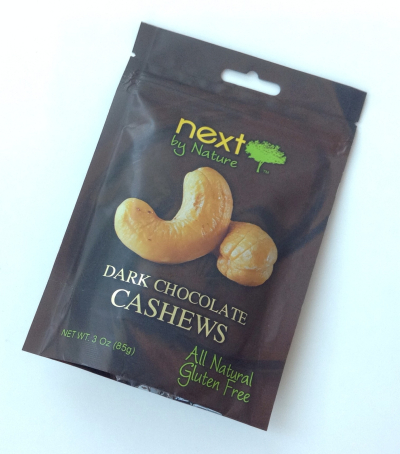 next
by Nature
DARK CHOCOLATE
CASHEWS
NET WT. 3 Oz (85g)
All Natural
Gluten Free